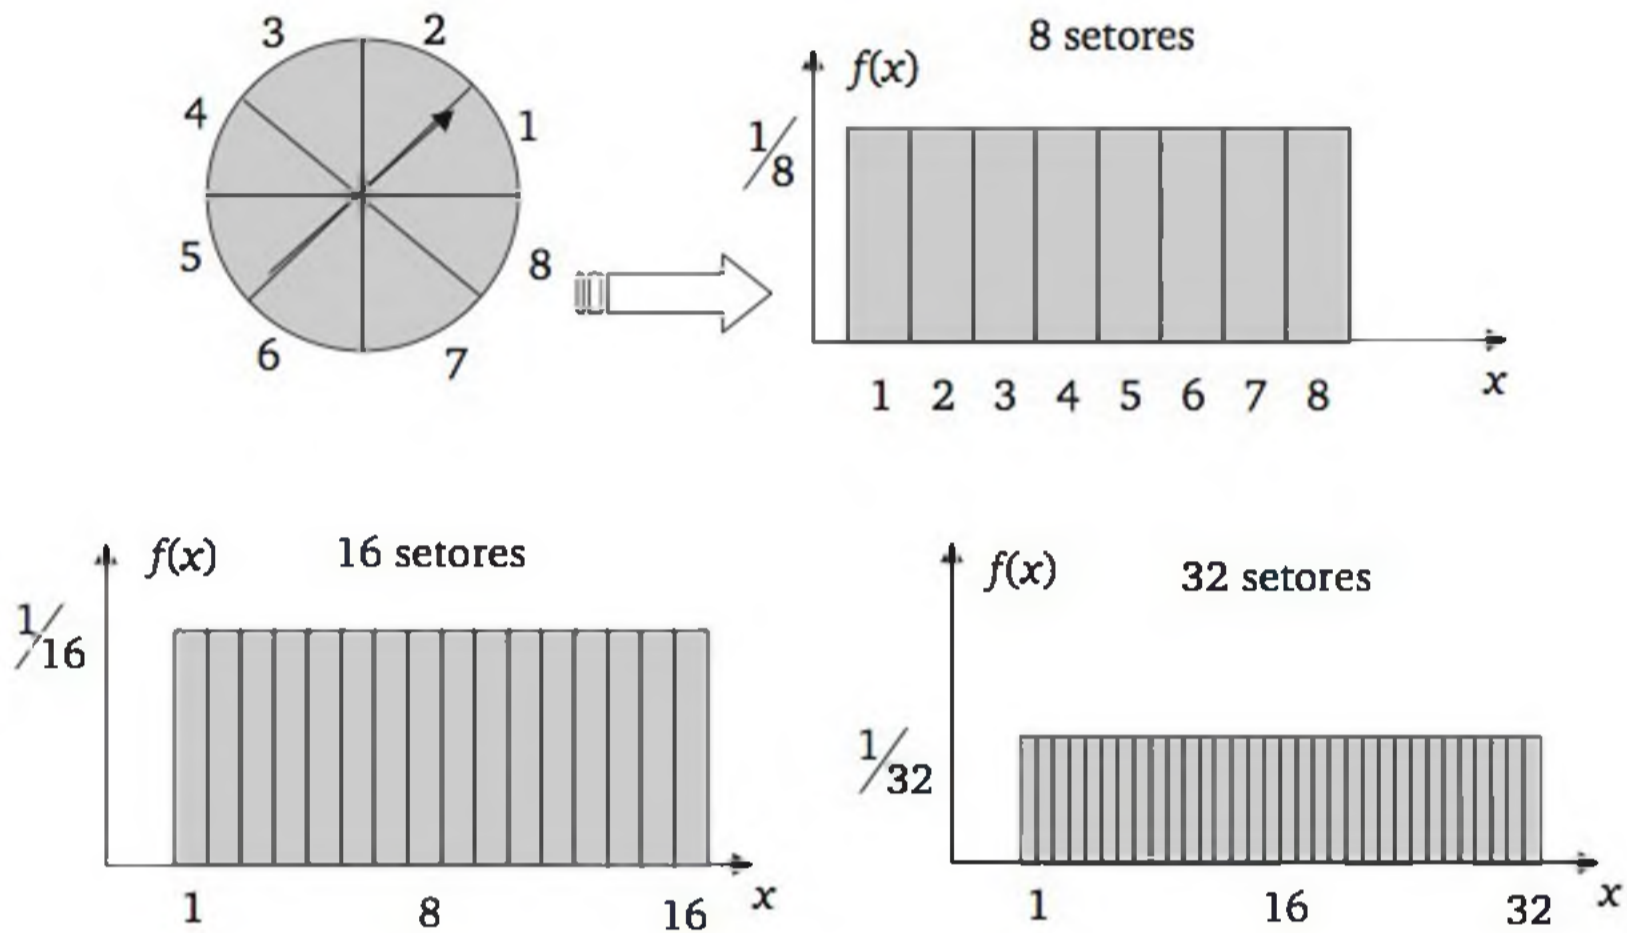 3 2
4 1
5 8
6 7
8 setores
f(x)
1/8
1 2 3 4 5 6 7 8
x
16 setores
f(x)
1/16
1 8 16
x
32 setores
f(x)
1/32
1 16 32
x